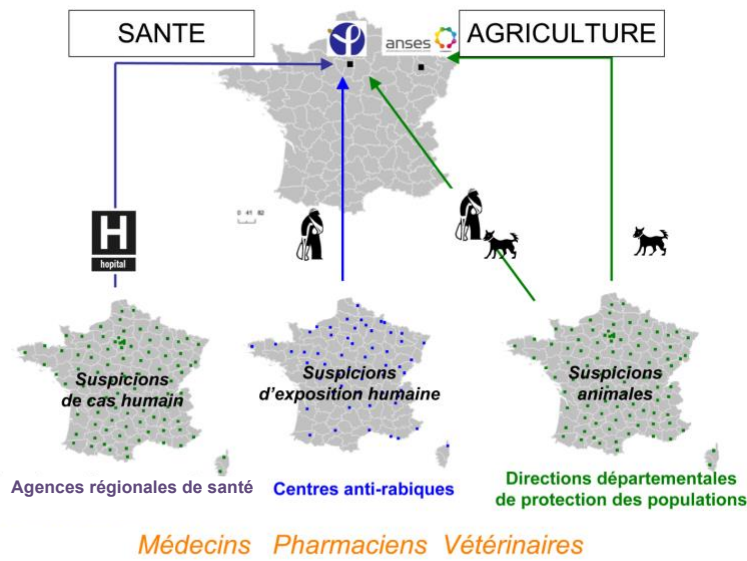 SANTE
anses
AGRICULTURE
0 41 82
H
hopital
Suspicions
de cas humain
Suspicions
d'exposition humaine
Suspicions
animales
Agences régionales de santé
Centres anti-rabiques
Directions départementales
de protection des populations
Médecins Pharmaciens Vétérinaires